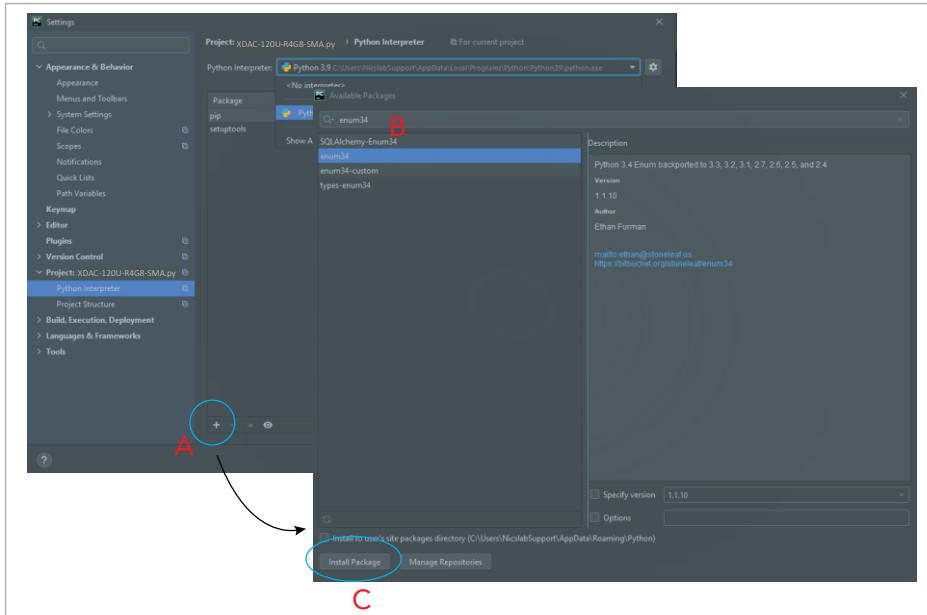 Settings
Project: XDAC-120U-R4G8-SMA.py › Python Interpreter For current project
Python Interpreter: Python 3.9 C:\Users\NicslabSupport\AppData\Local\Programs\Python\Python39\python.exe
<No interpreter>
Package
Pyth
pip
setuptools
Show A
Appearance & Behavior
Appearance
Menus and Toolbars
System Settings
File Colors
Scopes
Notifications
Quick Lists
Path Variables
Keymap
Editor
Plugins
Version Control
Project: XDAC-120U-R4G8-SMA.py
Python Interpreter
Project Structure
Build, Execution, Deployment
Languages & Frameworks
Tools
A
?
Available Packages
enum34
B
SQLAlchemy-Enum34
enum34
enum34-custom
types-enum34
Description
Python 3.4 Enum backported to 3.3, 3.2, 3.1, 2.7, 2.6, 2.5, and 2.4
Version
1.1.10
Author
Ethan Furman
mailto:ethan@stoneleaf.us
https://bitbucket.org/stoneleaf/enum34
Specify version 1.1.10
Options
Install to user's site packages directory (C:\Users\NicslabSupport\AppData\Roaming\Python)
Install Package Manage Repositories
C